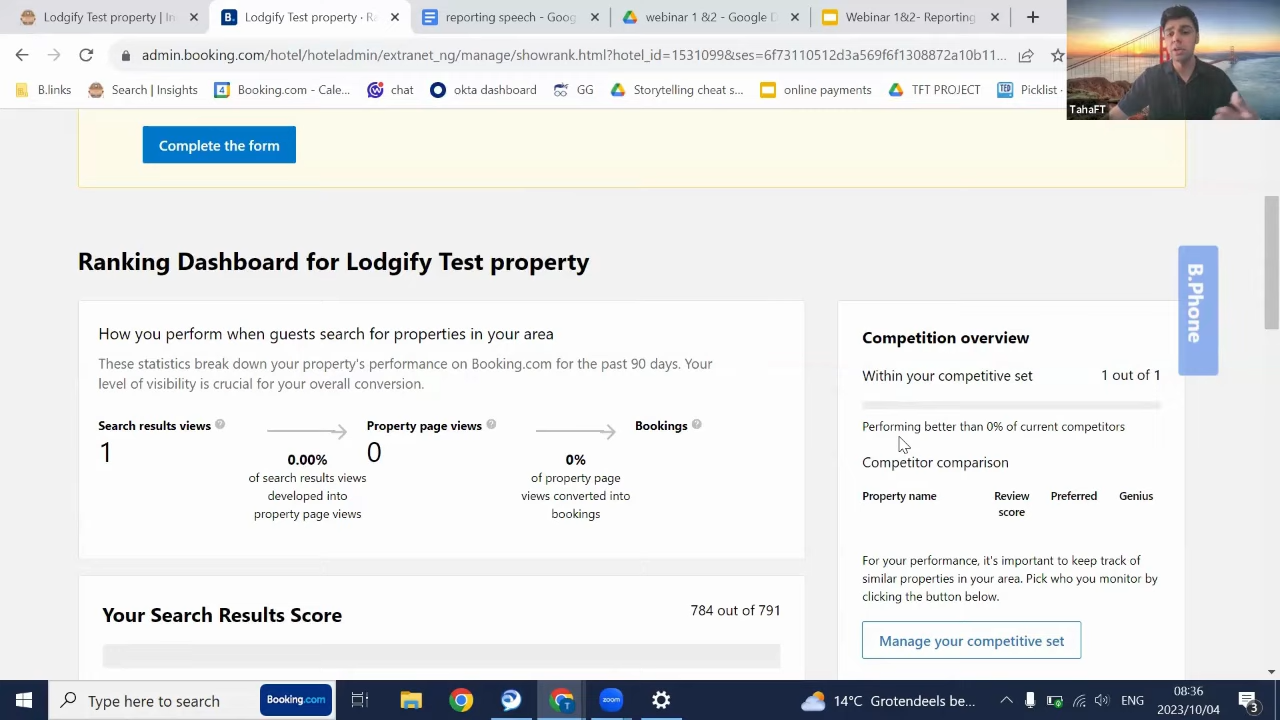 admin.booking.com | In
Lodgify Test property · R
reporting speech - Goog
webinar 1 &2 - Google D
Webinar 1&2- Reporting
admin.booking.com/hotel/hoteladmin/extranet_ng/manage/showrank.html?hotel_id=1531099&ses=6f73110512d3a569f6f1308872a10b11...
B.links
Search | Insights
Booking.com - Cale...
chat
okta dashboard
GG
Storytelling cheat s...
online payments
TFT PROJECT
Picklist
TahaFT
Complete the form
Ranking Dashboard for Lodgify Test property
B.Phone
How you perform when guests search for properties in your area
These statistics break down your property's performance on Booking.com for the past 90 days. Your
level of visibility is crucial for your overall conversion.
Search results views
1
0.00%
of search results views
developed into
property page views
Property page views
0
0%
of property page
views converted into
bookings
Bookings
Your Search Results Score
784 out of 791
Competition overview
Within your competitive set
1 out of 1
Performing better than 0% of current competitors
Competitor comparison
Property name
Review
score
Preferred
Genius
For your performance, it's important to keep track of
similar properties in your area. Pick who you monitor by
clicking the button below.
Manage your competitive set
Type here to search
Booking.com
zoom
14°C Grotendeels be...
ENG
08:36
2023/10/04
3